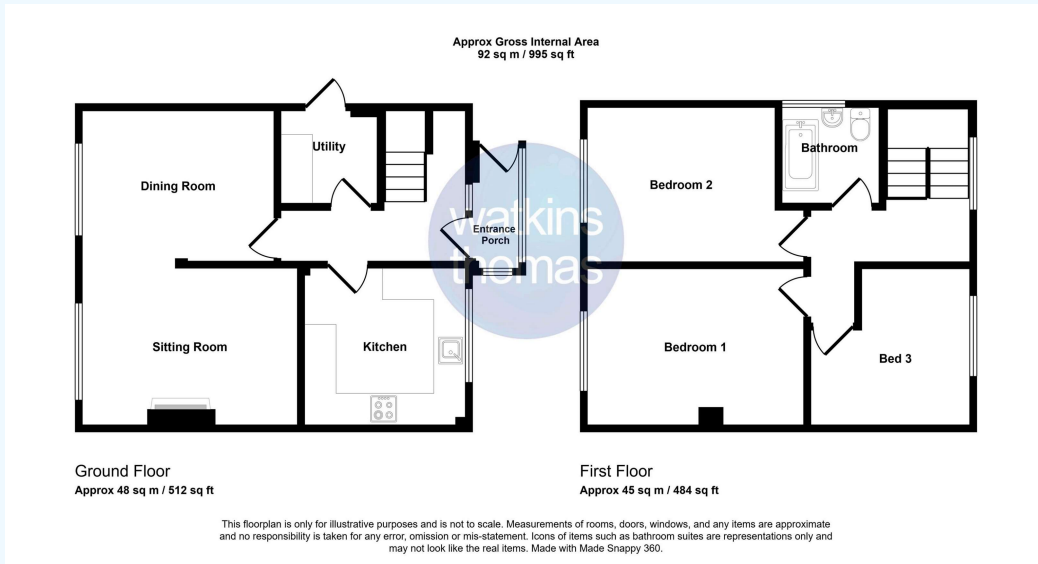 Approx Gross Internal Area
92 sq m / 995 sq ft
Dining Room
Utility
Entrance
Porch
watkins
thomas
Sitting Room
Kitchen
Bedroom 2
Bathroom
Bedroom 1
Bed 3
Ground Floor
Approx 48 sq m / 512 sq ft
First Floor
Approx 45 sq m / 484 sq ft
This floorplan is only for illustrative purposes and is not to scale. Measurements of rooms, doors, windows, and any items are approximate
and no responsibility is taken for any error, omission or mis-statement. Icons of items such as bathroom suites are representations only and
may not look like the real items. Made with Made Snappy 360.